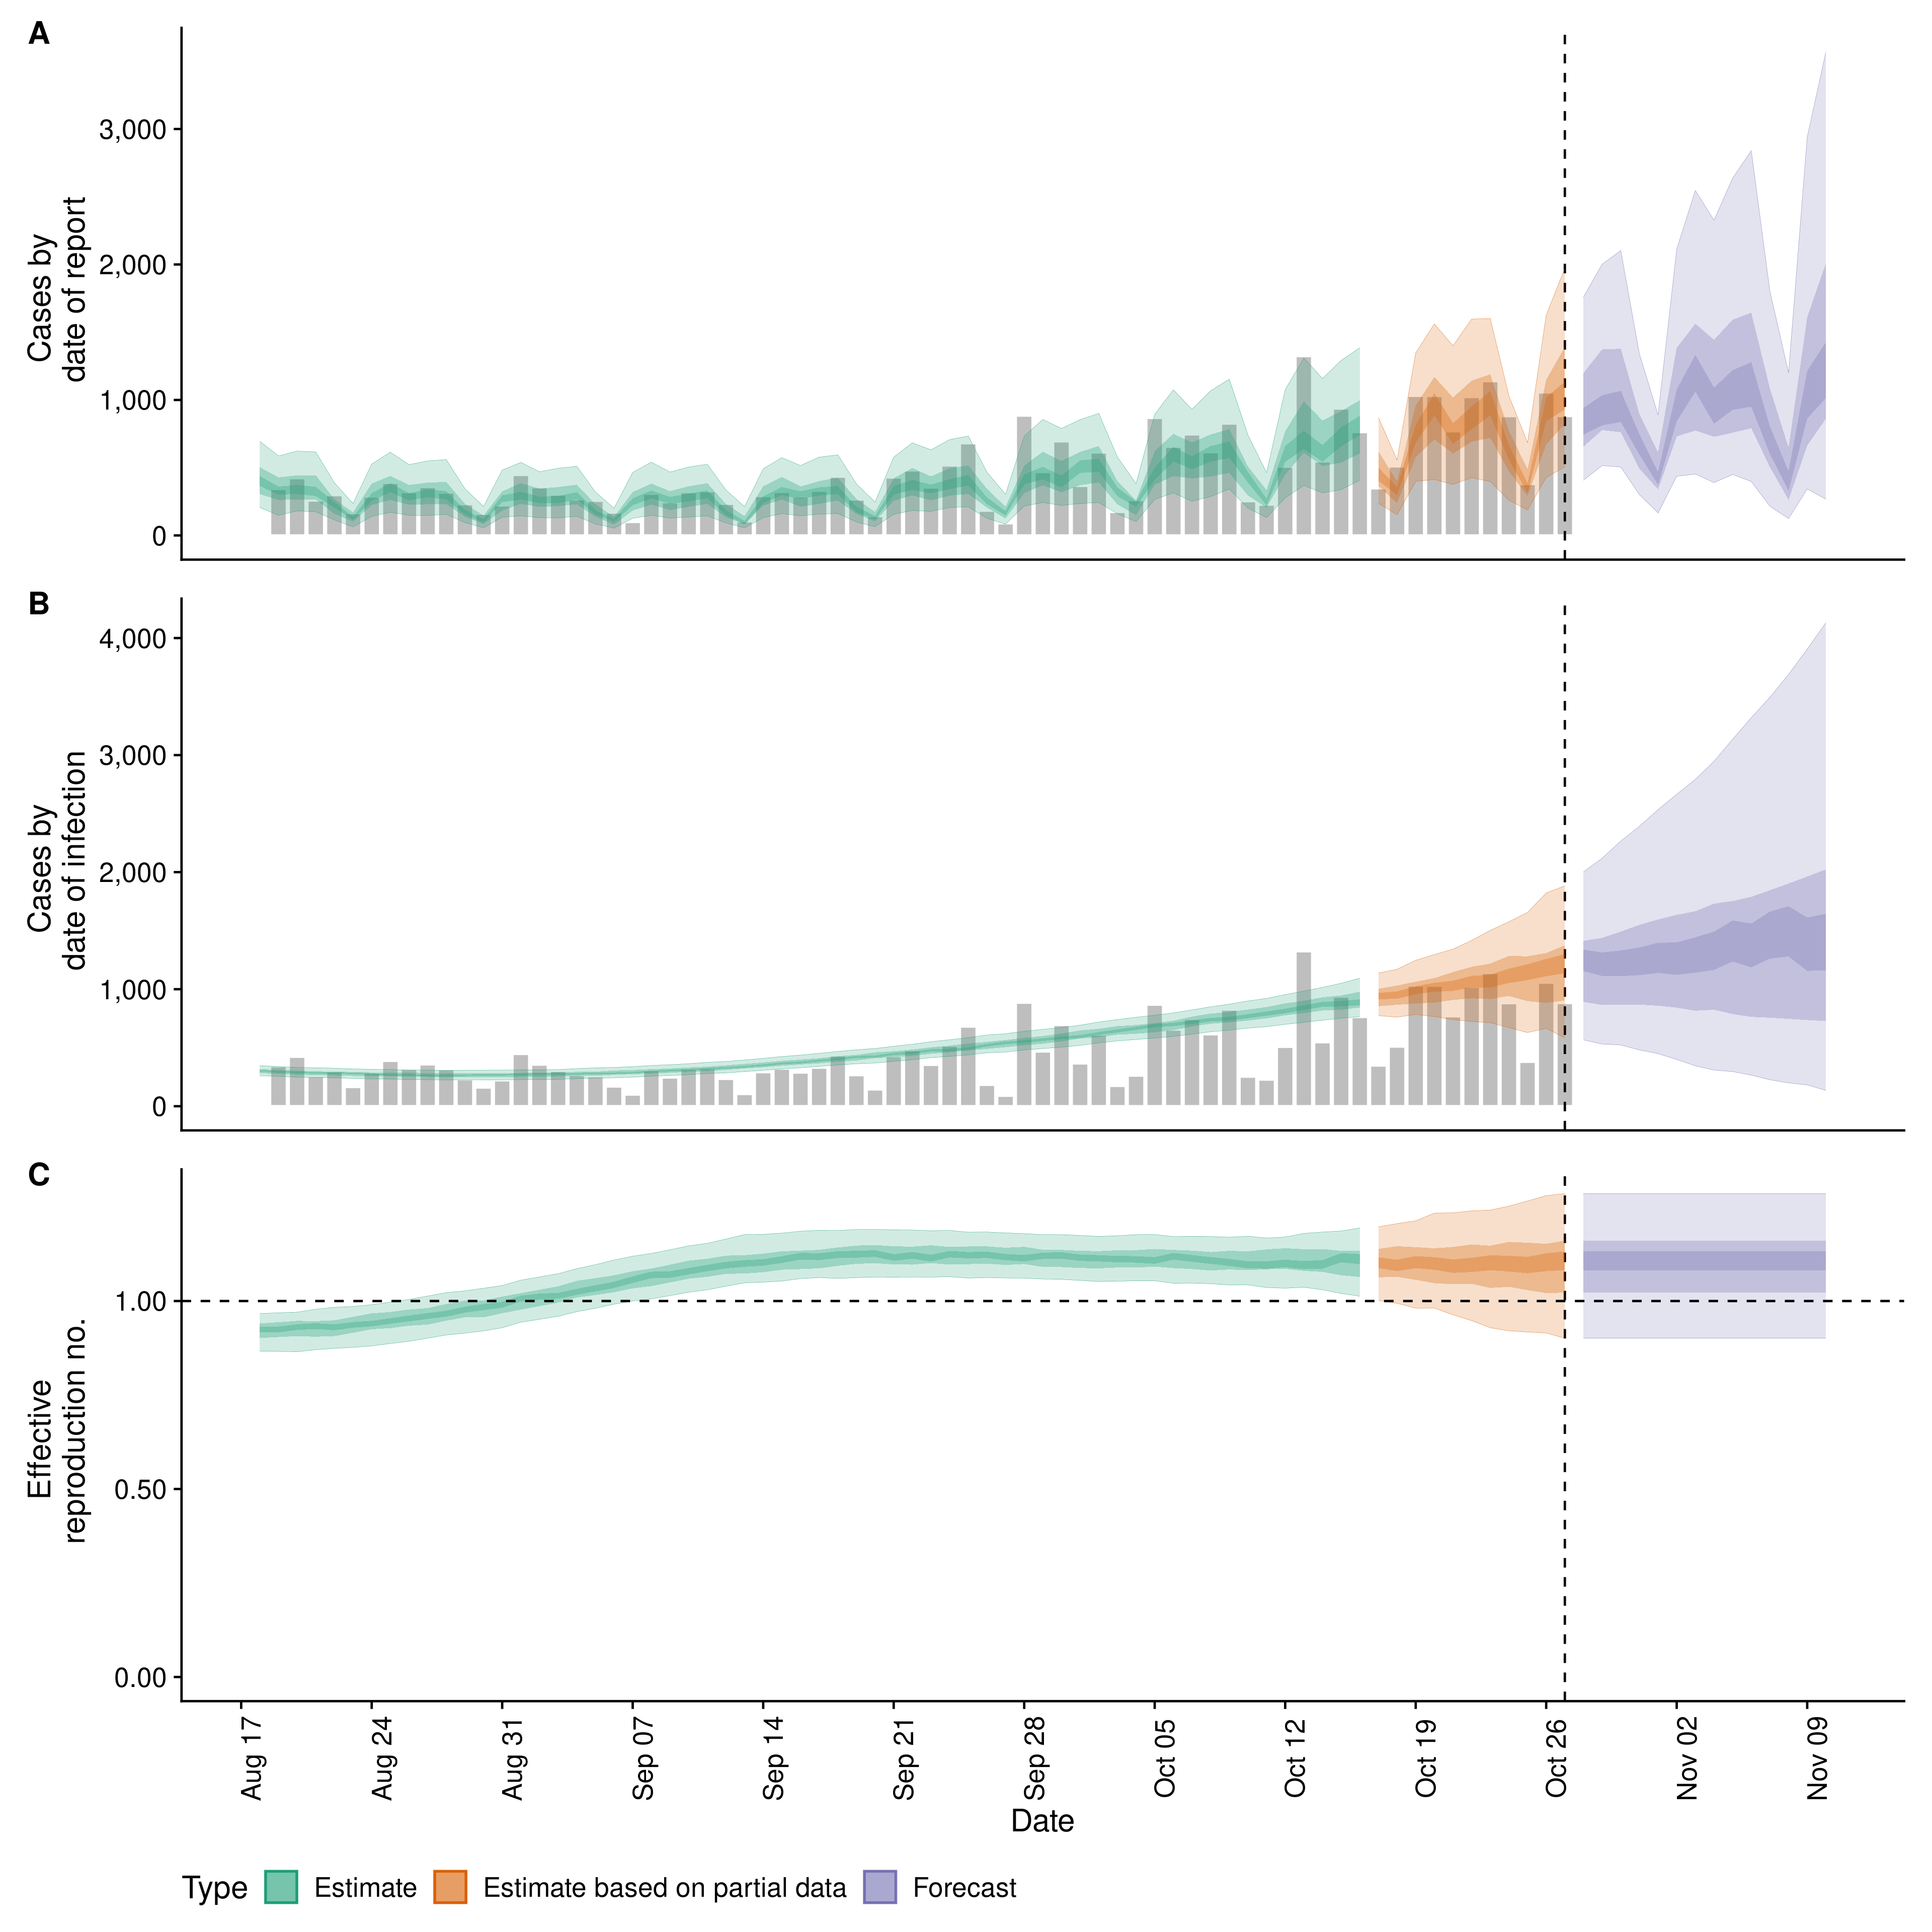 A
Cases by
date of report
3,000
2,000
1,000
0
B
Cases by
date of infection
4,000
3,000
2,000
1,000
0
C
Effective
reproduction no.
1.00
0.50
0.00
Aug 17
Aug 24
Aug 31
Sep 07
Sep 14
Sep 21
Sep 28
Oct 05
Oct 12
Oct 19
Oct 26
Nov 02
Nov 09
Date
Type Estimate Estimate based on partial data Forecast